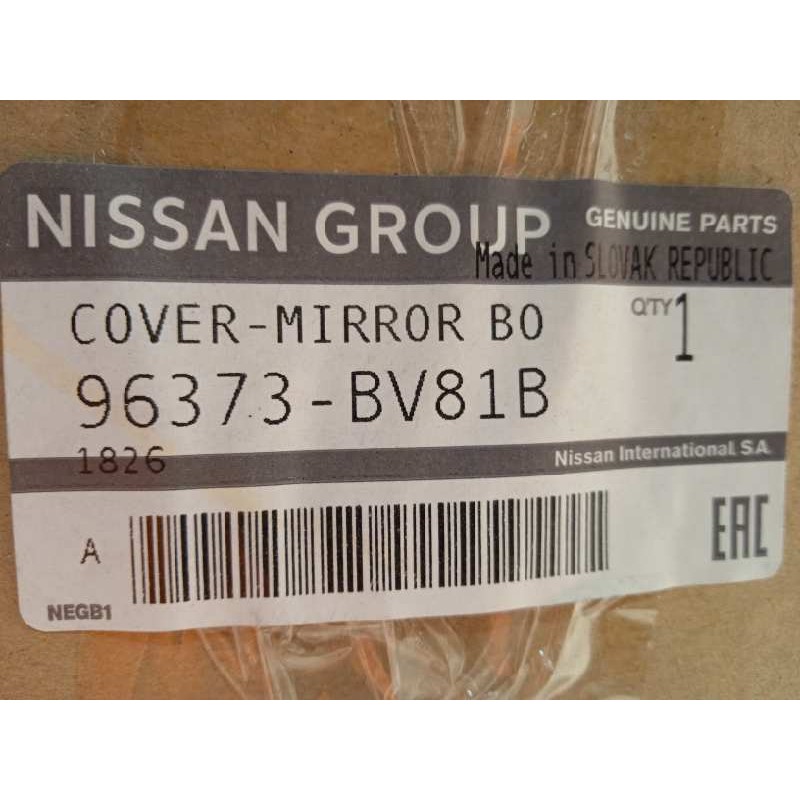 NISSAN GROUP GENUINE PARTS
Made in SLOVAK REPUBLIC
COVER-MIRROR BO QTY 1
96373-BV81B
1826
Nissan International S.A.
A
EAC
NEGB1